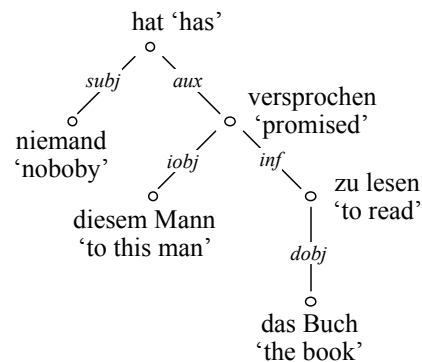 hat ‘has’
subj
aux
niemand
‘noboby’
versprochen
‘promised’
iobj
inf
diesem Mann
‘to this man’
zu lesen
‘to read’
dobj
das Buch
‘the book’